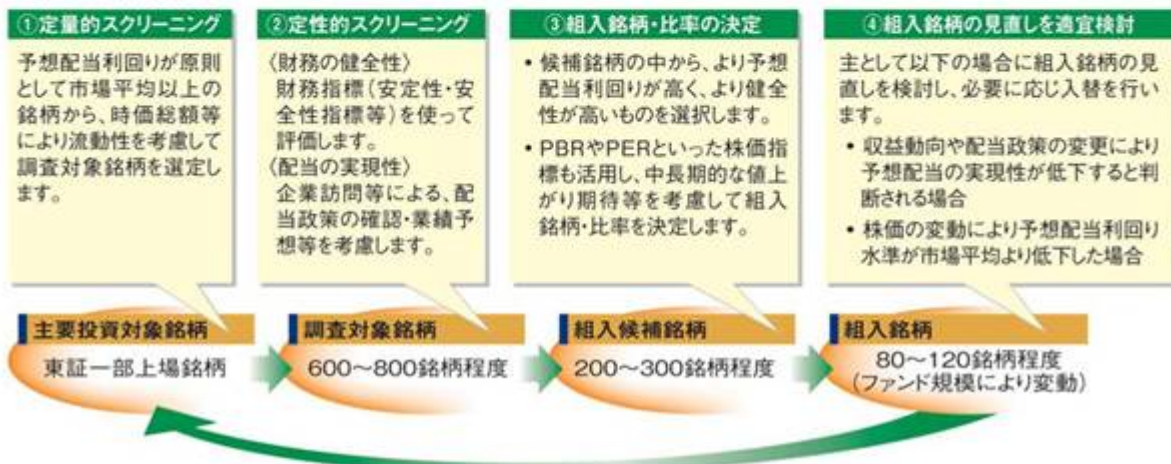 ①定量的スクリーニング
予想配当利回りが原則
として市場平均以上の
銘柄から、時価総額等
により流動性を考慮して
調査対象銘柄を選定し
ます。
②定性的スクリーニング
〈財務の健全性〉
財務指標(安定性・安
全性指標等)を使って
評価します。
〈配当の実現性〉
企業訪問等による、配
当政策の確認・業績予
想等を考慮します。
③組入銘柄・比率の決定
• 候補銘柄の中から、より予想
配当利回りが高く、より健全
性が高いものを選択します。
• PBRやPERといった株価指
標も活用し、中長期的な値上
がり期待等を考慮して組入
銘柄・比率を決定します。
④組入銘柄の見直しを適宜検討
主として以下の場合に組入銘柄の見
直しを検討し、必要に応じ入替を行い
ます。
• 収益動向や配当政策の変更により
予想配当の実現性が低下すると判
断される場合
• 株価の変動により予想配当利回り
水準が市場平均より低下した場合
主要投資対象銘柄
東証一部上場銘柄
調査対象銘柄
600～800銘柄程度
組入候補銘柄
200～300銘柄程度
組入銘柄
80～120銘柄程度
(ファンド規模により変動)